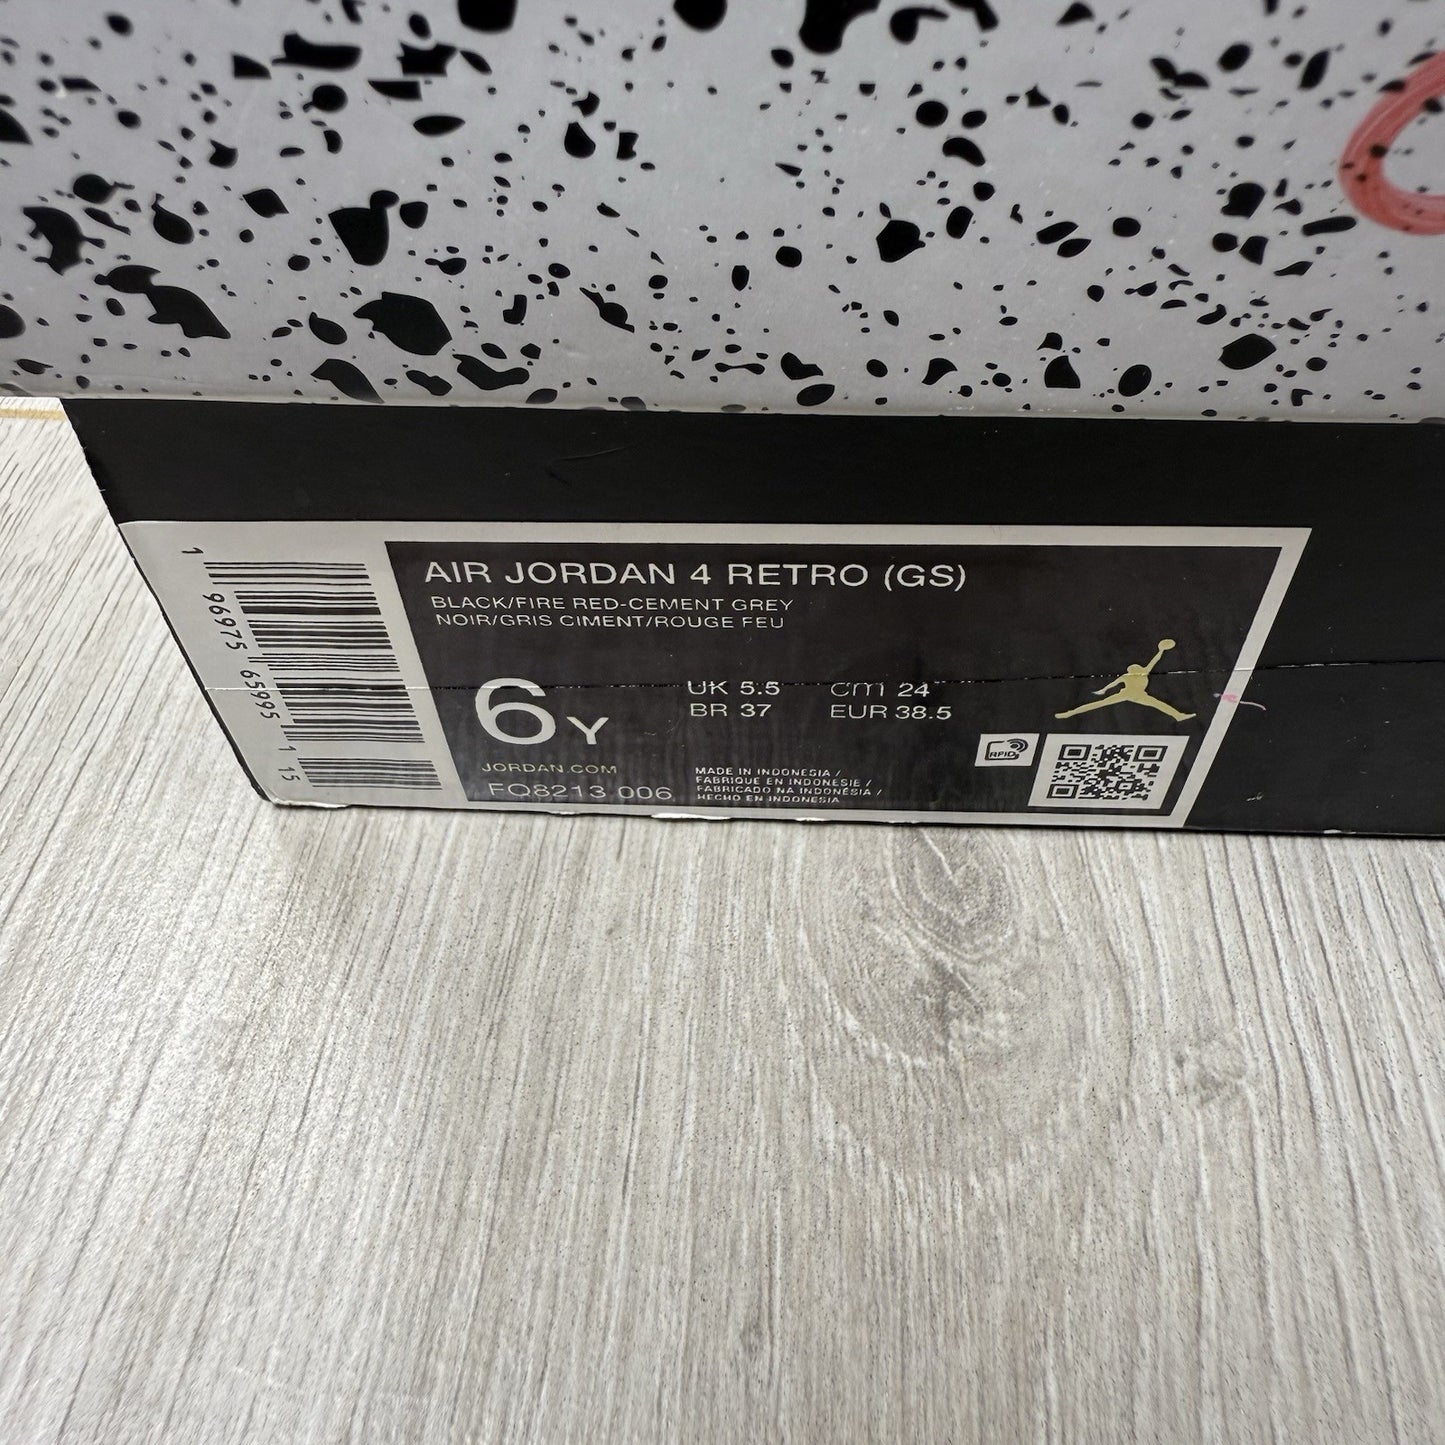 AIR JORDAN 4 RETRO (GS)
BLACK/FIRE RED-CEMENT GREY
NOIR/GRIS CIMENT/ROUGE FEU
6Y
UK 5.5 cm 24
BR 37 EUR 38.5
JORDAN.COM
FQ8213 006
MADE IN INDONESIA /
FABRIQUE EN INDONESIE /
FABRICADO NA INDONÉSIA /
HECHO EN INDONESIA
RFID
1 96975 65995 1 15